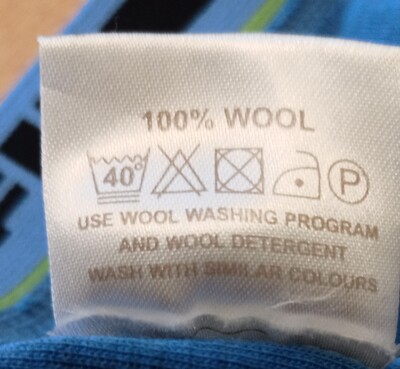 100% WOOL
40° P
USE WOOL WASHING PROGRAM
AND WOOL DETERGENT
WASH WITH SIMILAR COLOURS